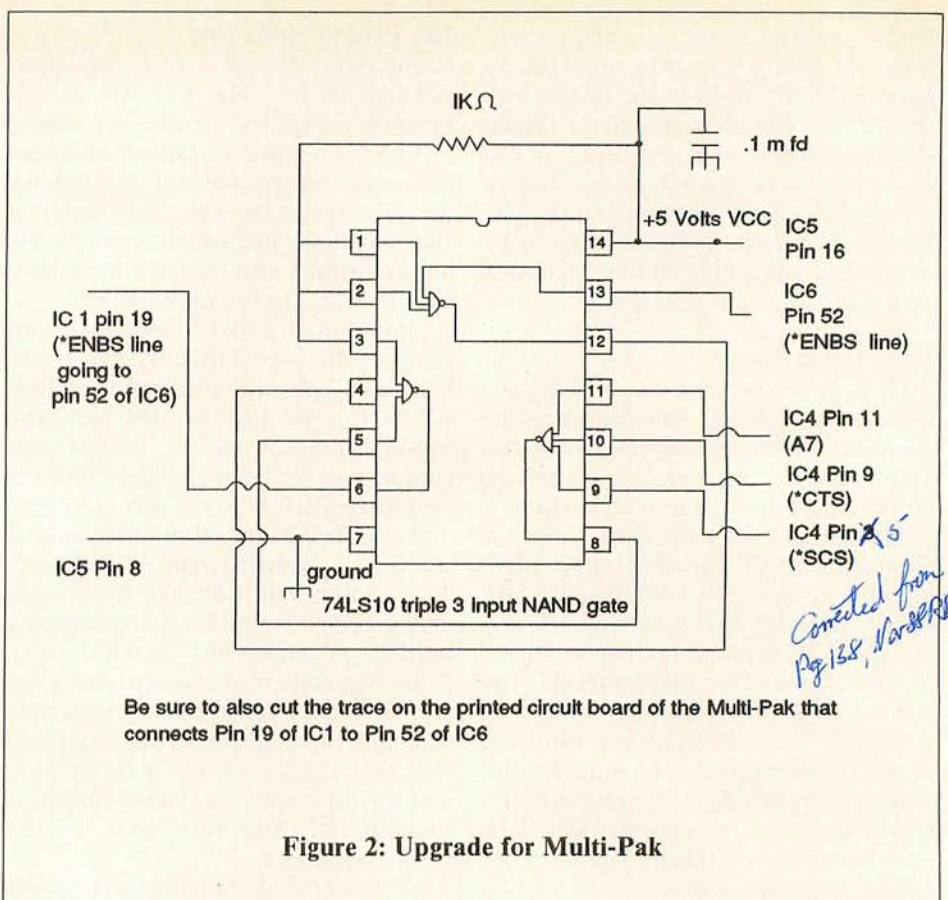 IKΩ
.1 m fd
+5 Volts VCC
IC5
Pin 16
1
14
2
13
IC6
Pin 52
(*ENBS line)
IC 1 pin 19
(*ENBS line
going to
pin 52 of IC6)
3
12
4
11
5
10
IC4 Pin 11
(A7)
6
9
IC4 Pin 9
(*CTS)
7
8
IC4 Pin 5
(*SCS)
IC5 Pin 8
ground
74LS10 triple 3 Input NAND gate
Corrected from
Pg 138, Nov 88
Be sure to also cut the trace on the printed circuit board of the Multi-Pak that
connects Pin 19 of IC1 to Pin 52 of IC6
Figure 2: Upgrade for Multi-Pak